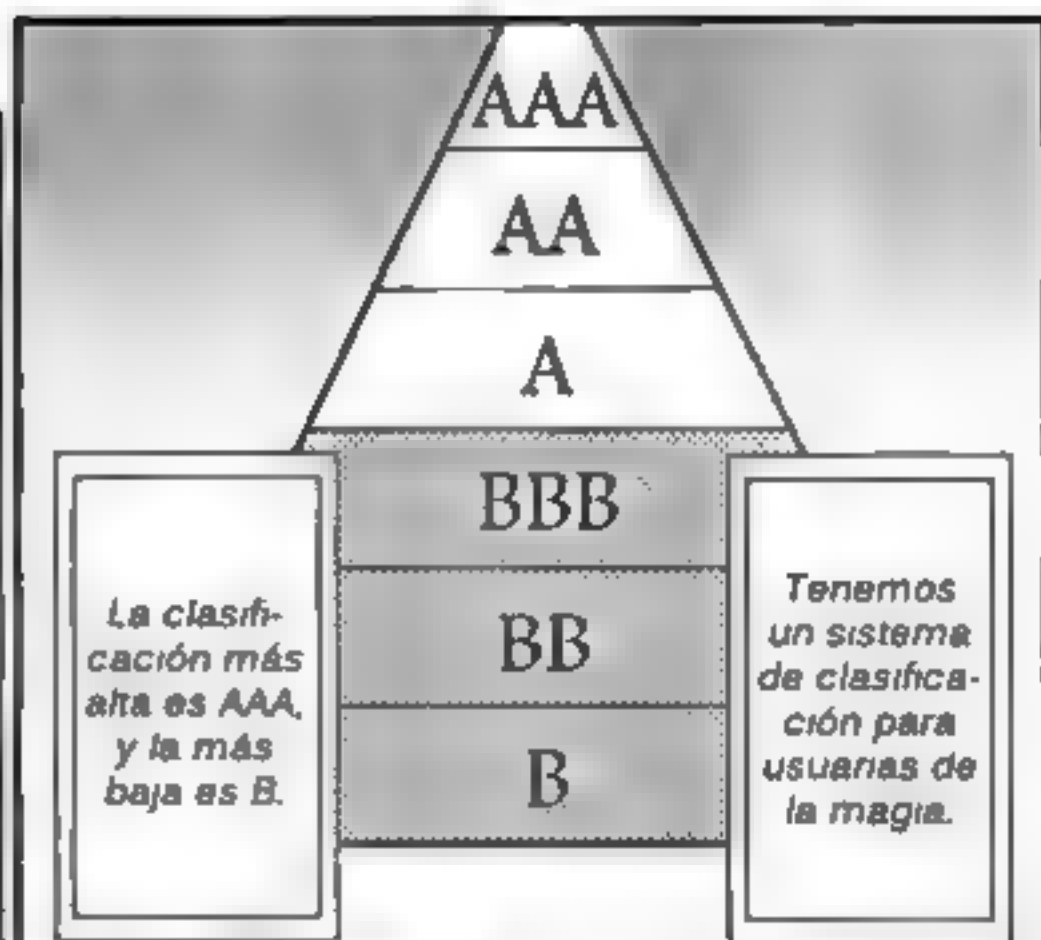 AAA
AA
A
BBB
BB
B
Tenemos
un sistema
de clasifica-
ción para
usuarias de
la magia.
La clasifi-
cación más
alta es AAA,
y la más
baja es B.